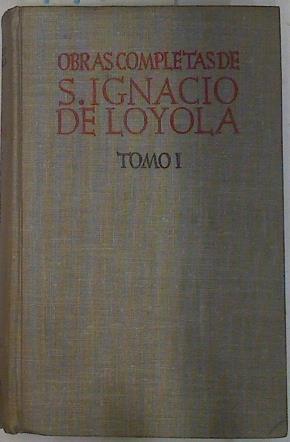 OBRAS COMPLETAS DE
S. IGNACIO
DE LOYOLA
TOMO I